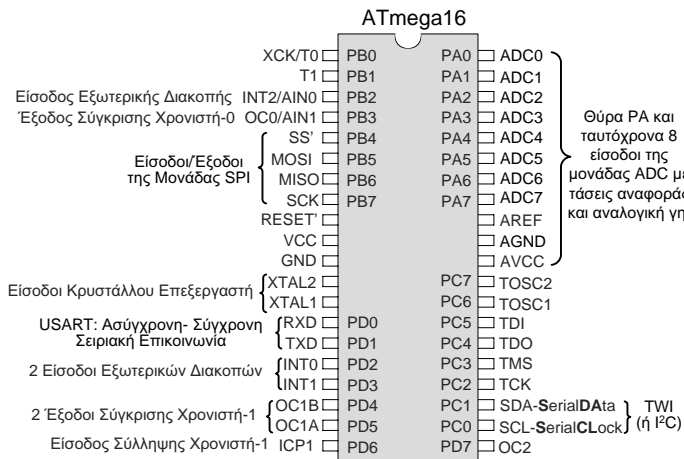 ATmega16
XCK/T0 PB0 PA0 ADC0
T1 PB1 PA1 ADC1
Είσοδος Εξωτερικής Διακοπής INT2/AIN0 PB2 PA2 ADC2
Έξοδος Σύγκρισης Χρονιστή-0 OC0/AIN1 PB3 PA3 ADC3
SS' PB4 PA4 ADC4
MOSI PB5 PA5 ADC5
MISO PB6 PA6 ADC6
SCK PB7 PA7 ADC7
Είσοδοι/Έξοδοι
της Μονάδας SPI
Θύρα PA και
ταυτόχρονα 8
είσοδοι της
μονάδας ADC με
τάσεις αναφοράς
και αναλογική γη
RESET' AREF
VCC AGND
GND AVCC
Είσοδοι Κρυστάλλου Επεξεργαστή
XTAL2 PC7 TOSC2
XTAL1 PC6 TOSC1
USART: Ασύγχρονη- Σύγχρονη
Σειριακή Επικοινωνία
RXD PD0 PC5 TDI
TXD PD1 PC4 TDO
2 Είσοδοι Εξωτερικών Διακοπών
INT0 PD2 PC3 TMS
INT1 PD3 PC2 TCK
2 Έξοδοι Σύγκρισης Χρονιστή-1
OC1B PD4 PC1 SDA-SerialDAta
OC1A PD5 PC0 SCL-SerialCLock
TWI
(ή I²C)
Είσοδος Σύλληψης Χρονιστή-1 ICP1 PD6 PD7 OC2